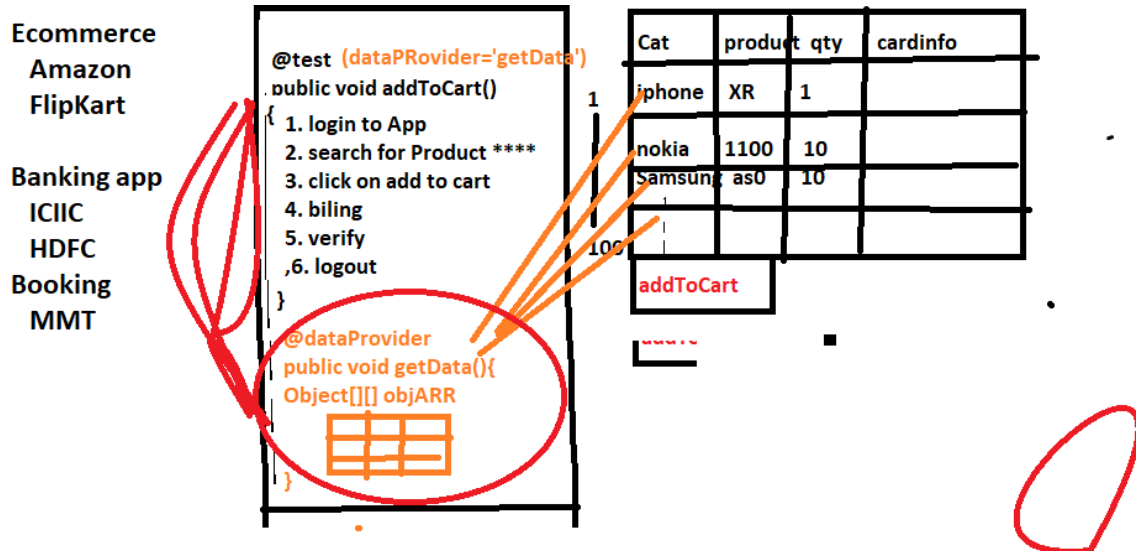 Ecommerce
Amazon
FlipKart
Banking app
ICIIC
HDFC
Booking
MMT
@test (dataPRovider='getData')
public void addToCart()
{
1. login to App
2. search for Product ****
3. click on add to cart
4. biling
5. verify
,6. logout
}
@dataProvider
public void getData(){
Object[][] objARR
}
1
100
Cat product qty cardinfo
iphone XR 1
nokia 1100 10
Samsung as0 10
addToCart